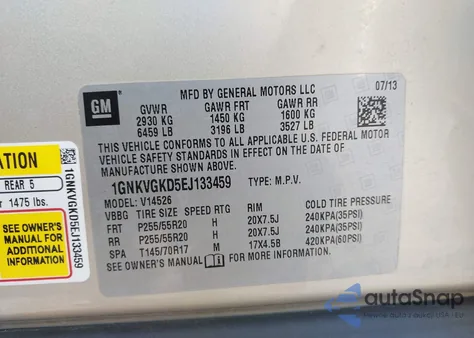 GM
MFD BY GENERAL MOTORS LLC
07/13
GVWR GAWR FRT GAWR RR
2930 KG 1450 KG 1600 KG
6459 LB 3196 LB 3527 LB
THIS VEHICLE CONFORMS TO ALL APPLICABLE U.S. FEDERAL MOTOR
VEHICLE SAFETY STANDARDS IN EFFECT ON THE DATE OF
MANUFACTURE SHOWN ABOVE.
1GNKVGKD5EJ133459 TYPE: M.P.V.
MODEL: V14526
VBBG TIRE SIZE SPEED RTG RIM COLD TIRE PRESSURE
FRT P255/55R20 H 20X7.5J 240KPA(35PSI)
RR P255/55R20 H 20X7.5J 240KPA(35PSI)
SPA T145/70R17 M 17X4.5B 420KPA(60PSI)
SEE OWNER'S MANUAL FOR MORE INFORMATION.
ATION
REAR 5
r 1475 lbs.
SEE OWNER'S
MANUAL FOR
ADDITIONAL
INFORMATION
1GNKVGKD5EJ133459
autoSnap